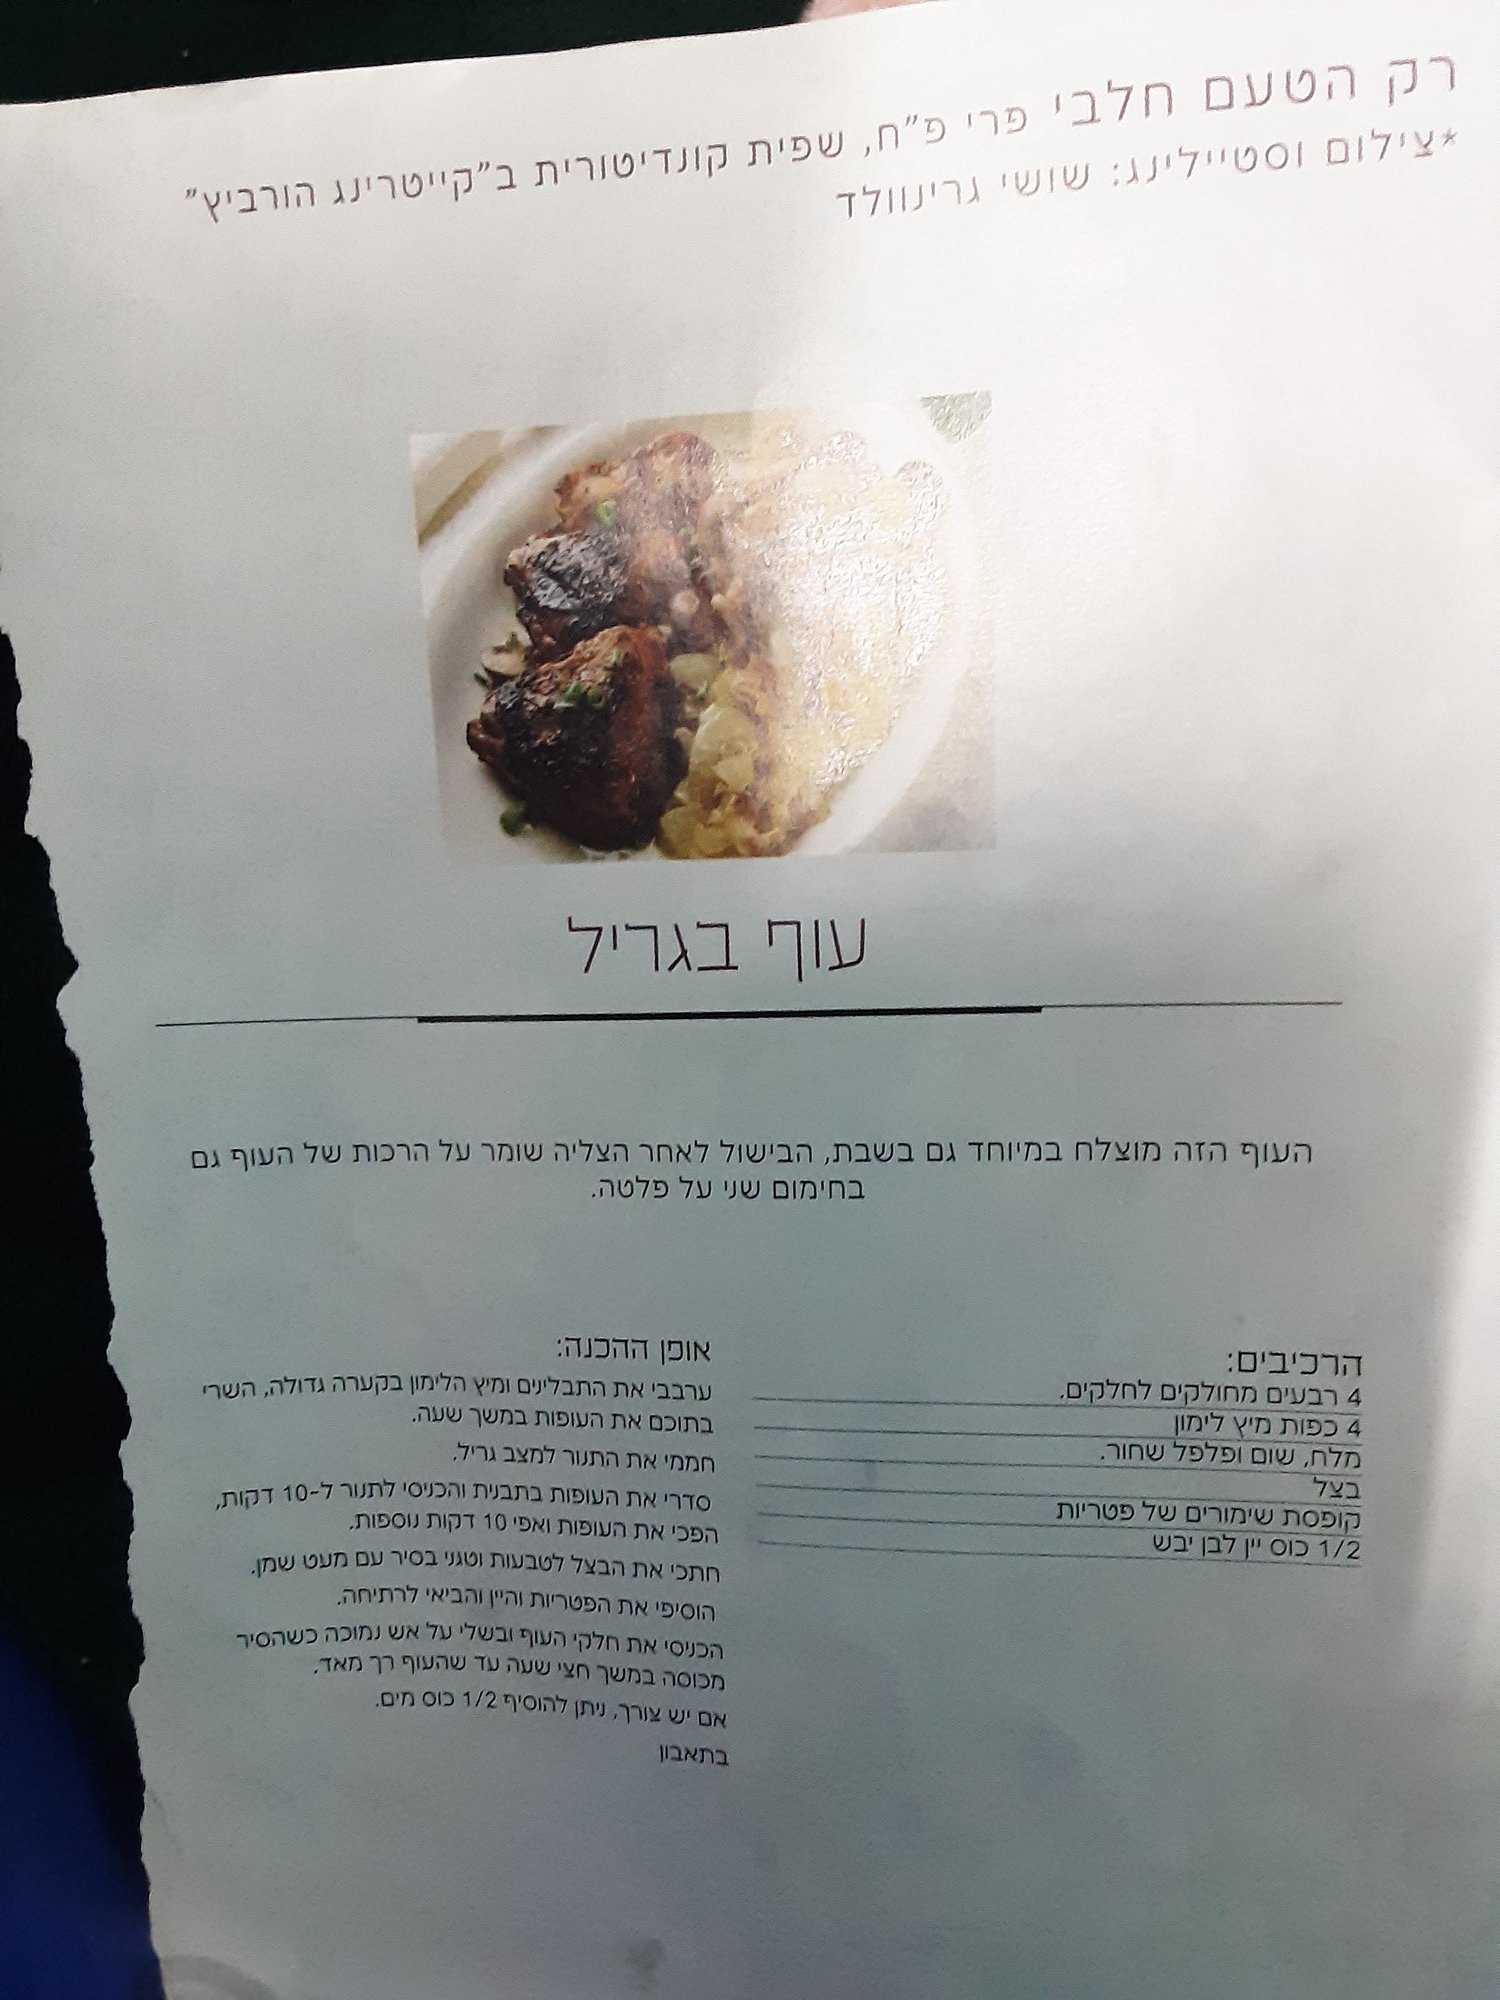 רק הטעם חלבי פרי פ"ח, שפית קונדיטורית ב"קייטרינג הורביץ"
*צילום וסטיילינג: שושי גרינוולד
עוף בגריל
העוף הזה מוצלח במיוחד גם בשבת, הבישול לאחר הצליה שומר על הרכות של העוף גם
בחימום שני על פלטה.
הרכיבים:
4 רבעים מחולקים לחלקים.
4 כפות מיץ לימון
מלח, שום ופלפל שחור.
בצל
קופסת שימורים של פטריות
1/2 כוס יין לבן יבש
אופן ההכנה:
ערבבי את התבלינים ומיץ הלימון בקערה גדולה, השרי
בתוכם את העופות במשך שעה.
חממי את התנור למצב גריל.
סדרי את העופות בתבנית והכניסי לתנור ל-10 דקות,
הפכי את העופות ואפי 10 דקות נוספות.
חתכי את הבצל לטבעות וטגני בסיר עם מעט שמן.
הוסיפי את הפטריות והיין והביאי לרתיחה.
הכניסי את חלקי העוף ובשלי על אש נמוכה כשהסיר
מכוסה במשך חצי שעה עד שהעוף רך מאד.
אם יש צורך, ניתן להוסיף 1/2 כוס מים.
בתאבון